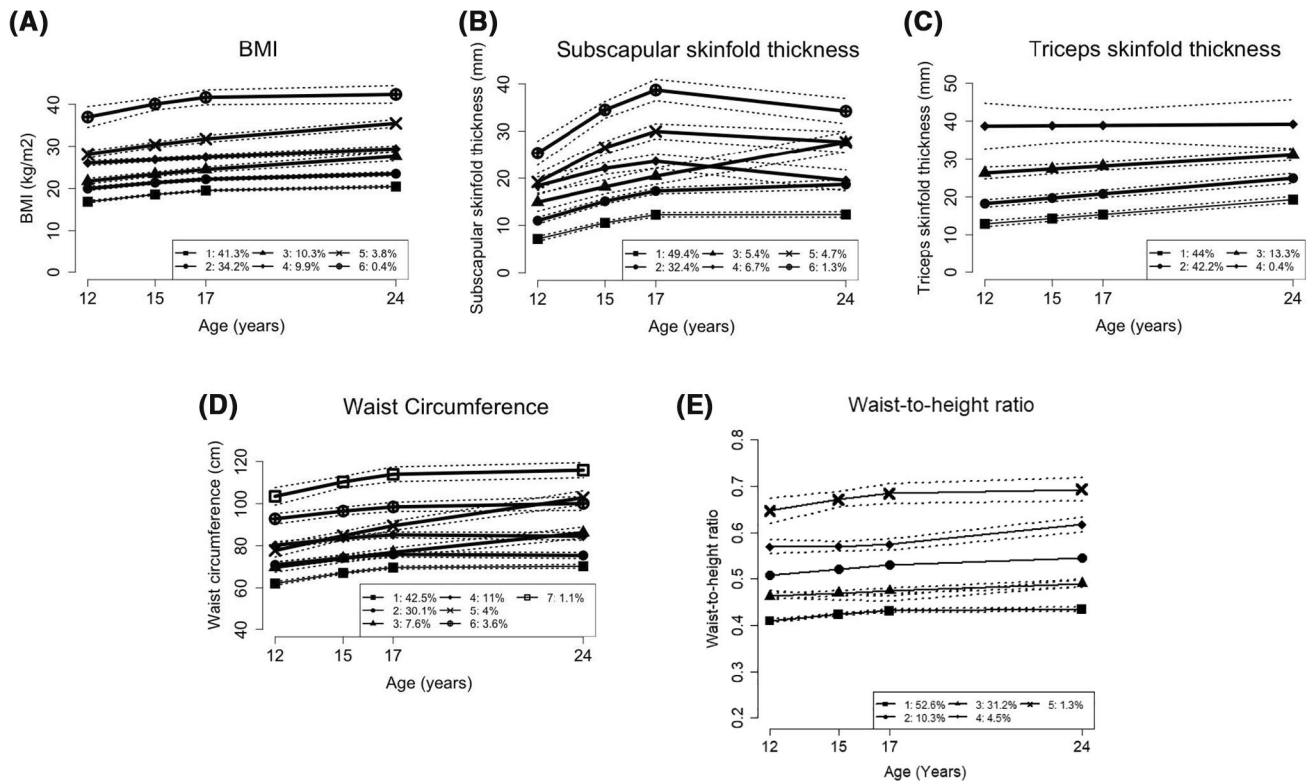 (A)
BMI
BMI (kg/m2)
40
30
20
10
0
1: 41.3% 3: 10.3% 5: 3.8%
2: 34.2% 4: 9.9% 6: 0.4%
12 15 17 24
Age (years)
(B)
Subscapular skinfold thickness
Subscapular skinfold thickness (mm)
40
30
20
10
0
1: 49.4% 3: 5.4% 5: 4.7%
2: 32.4% 4: 6.7% 6: 1.3%
12 15 17 24
Age (years)
(C)
Triceps skinfold thickness
Triceps skinfold thickness (mm)
50
40
30
20
10
0
1: 44% 3: 13.3%
2: 42.2% 4: 0.4%
12 15 17 24
Age (years)
(D)
Waist Circumference
Waist circumference (cm)
120
100
80
60
40
1: 42.5% 4: 11% 7: 1.1%
2: 30.1% 5: 4%
3: 7.6% 6: 3.6%
12 15 17 24
Age (years)
(E)
Waist-to-height ratio
Waist-to-height ratio
0.8
0.7
0.6
0.5
0.4
0.3
0.2
1: 52.6% 3: 31.2% 5: 1.3%
2: 10.3% 4: 4.5%
12 15 17 24
Age (Years)